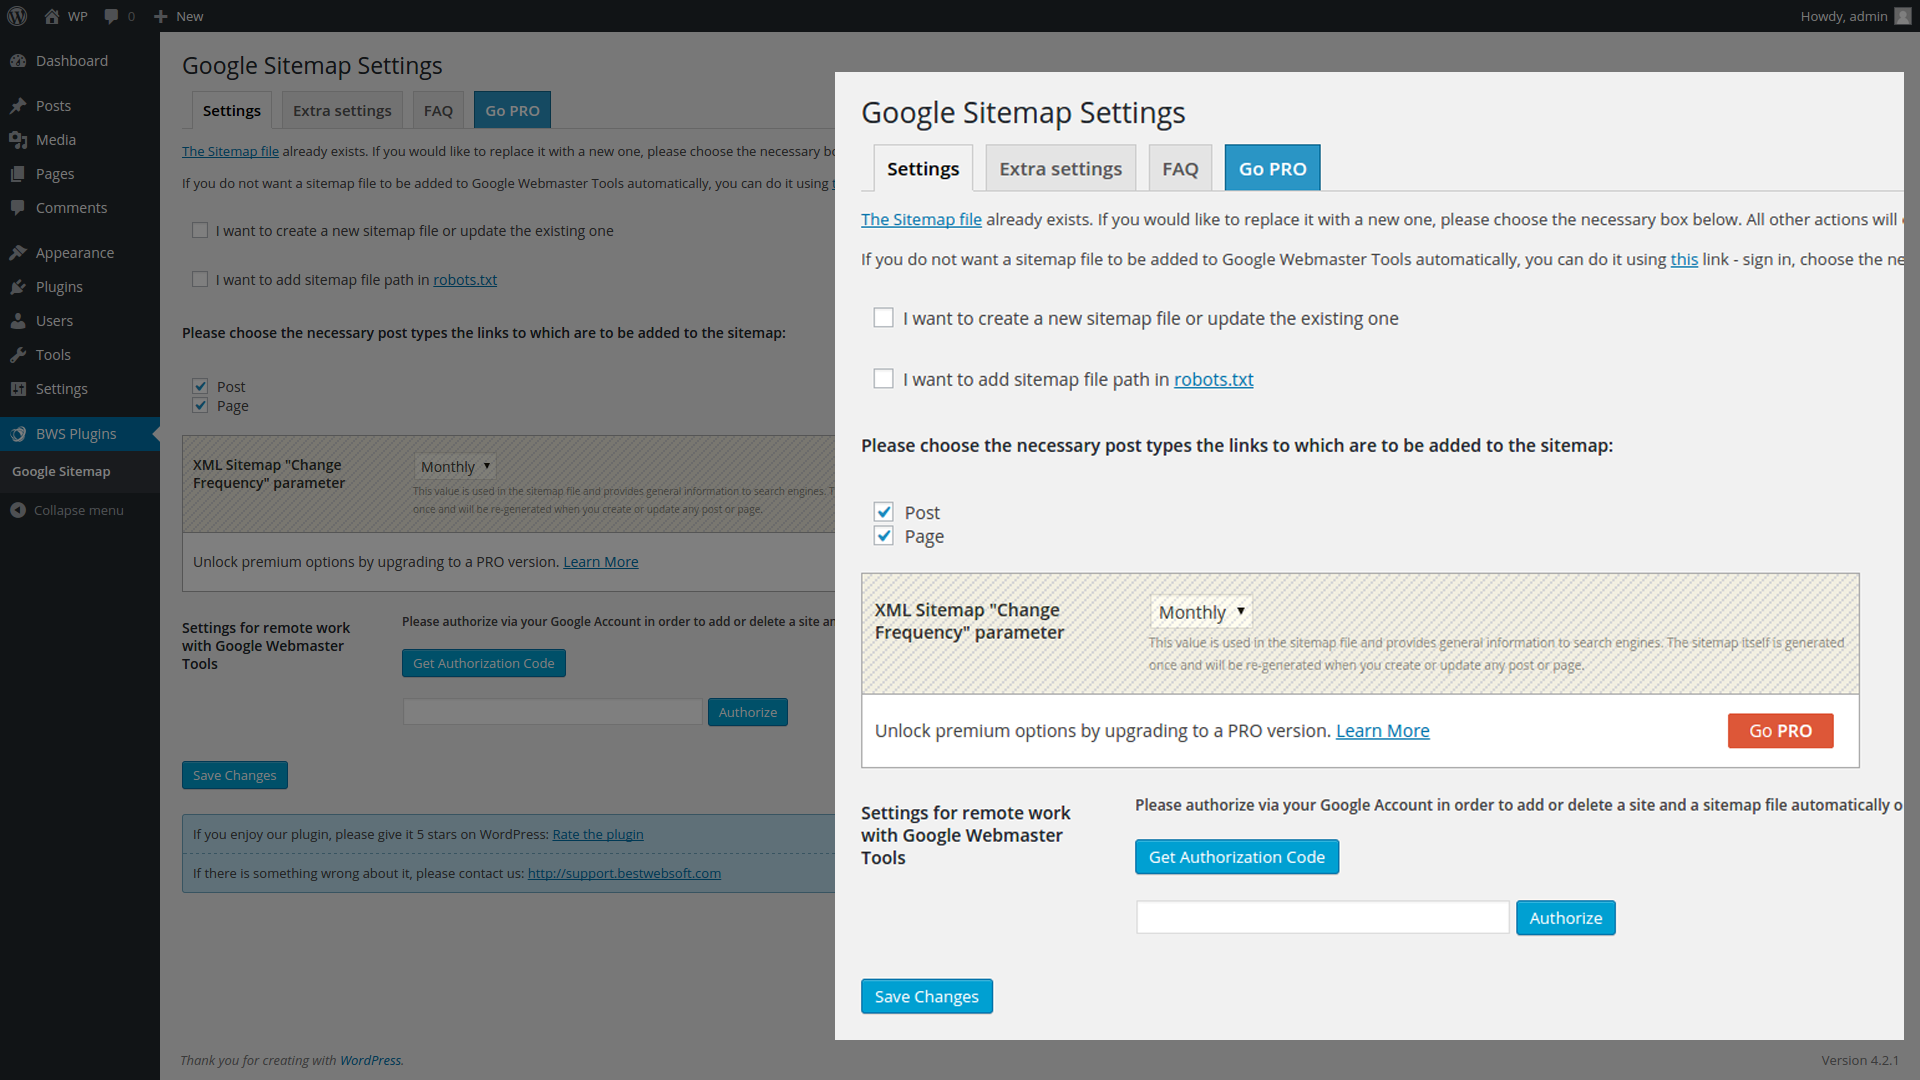 WP 0 New Howdy, admin
Dashboard
Posts
Media
Pages
Comments
Appearance
Plugins
Users
Tools
Settings
BWS Plugins
Google Sitemap
Collapse menu
Google Sitemap Settings
Settings Extra settings FAQ Go PRO
The Sitemap file already exists. If you would like to replace it with a new one, please choose the necessary
If you do not want a sitemap file to be added to Google Webmaster Tools automatically, you can do it using
I want to create a new sitemap file or update the existing one
I want to add sitemap file path in robots.txt
Please choose the necessary post types the links to which are to be added to the sitemap:
Post
Page
XML Sitemap "Change
Frequency" parameter
Monthly
This value is used in the sitemap file and provides general information to search engines.
once and will be re-generated when you create or update any post or page.
Unlock premium options by upgrading to a PRO version. Learn More
Settings for remote work
with Google Webmaster
Tools
Please authorize via your Google Account in order to add or delete a site
Get Authorization Code
Authorize
Save Changes
If you enjoy our plugin, please give it 5 stars on WordPress: Rate the plugin
If there is something wrong about it, please contact us: http://support.bestwebsoft.com
Thank you for creating with WordPress.
Version 4.2.1
Google Sitemap Settings
Settings Extra settings FAQ Go PRO
The Sitemap file already exists. If you would like to replace it with a new one, please choose the necessary box below. All other actions will
If you do not want a sitemap file to be added to Google Webmaster Tools automatically, you can do it using this link - sign in, choose the
I want to create a new sitemap file or update the existing one
I want to add sitemap file path in robots.txt
Please choose the necessary post types the links to which are to be added to the sitemap:
Post
Page
XML Sitemap "Change
Frequency" parameter
Monthly
This value is used in the sitemap file and provides general information to search engines. The sitemap itself is generated
once and will be re-generated when you create or update any post or page.
Unlock premium options by upgrading to a PRO version. Learn More
Go PRO
Settings for remote work
with Google Webmaster
Tools
Please authorize via your Google Account in order to add or delete a site and a sitemap file automatically
Get Authorization Code
Authorize
Save Changes